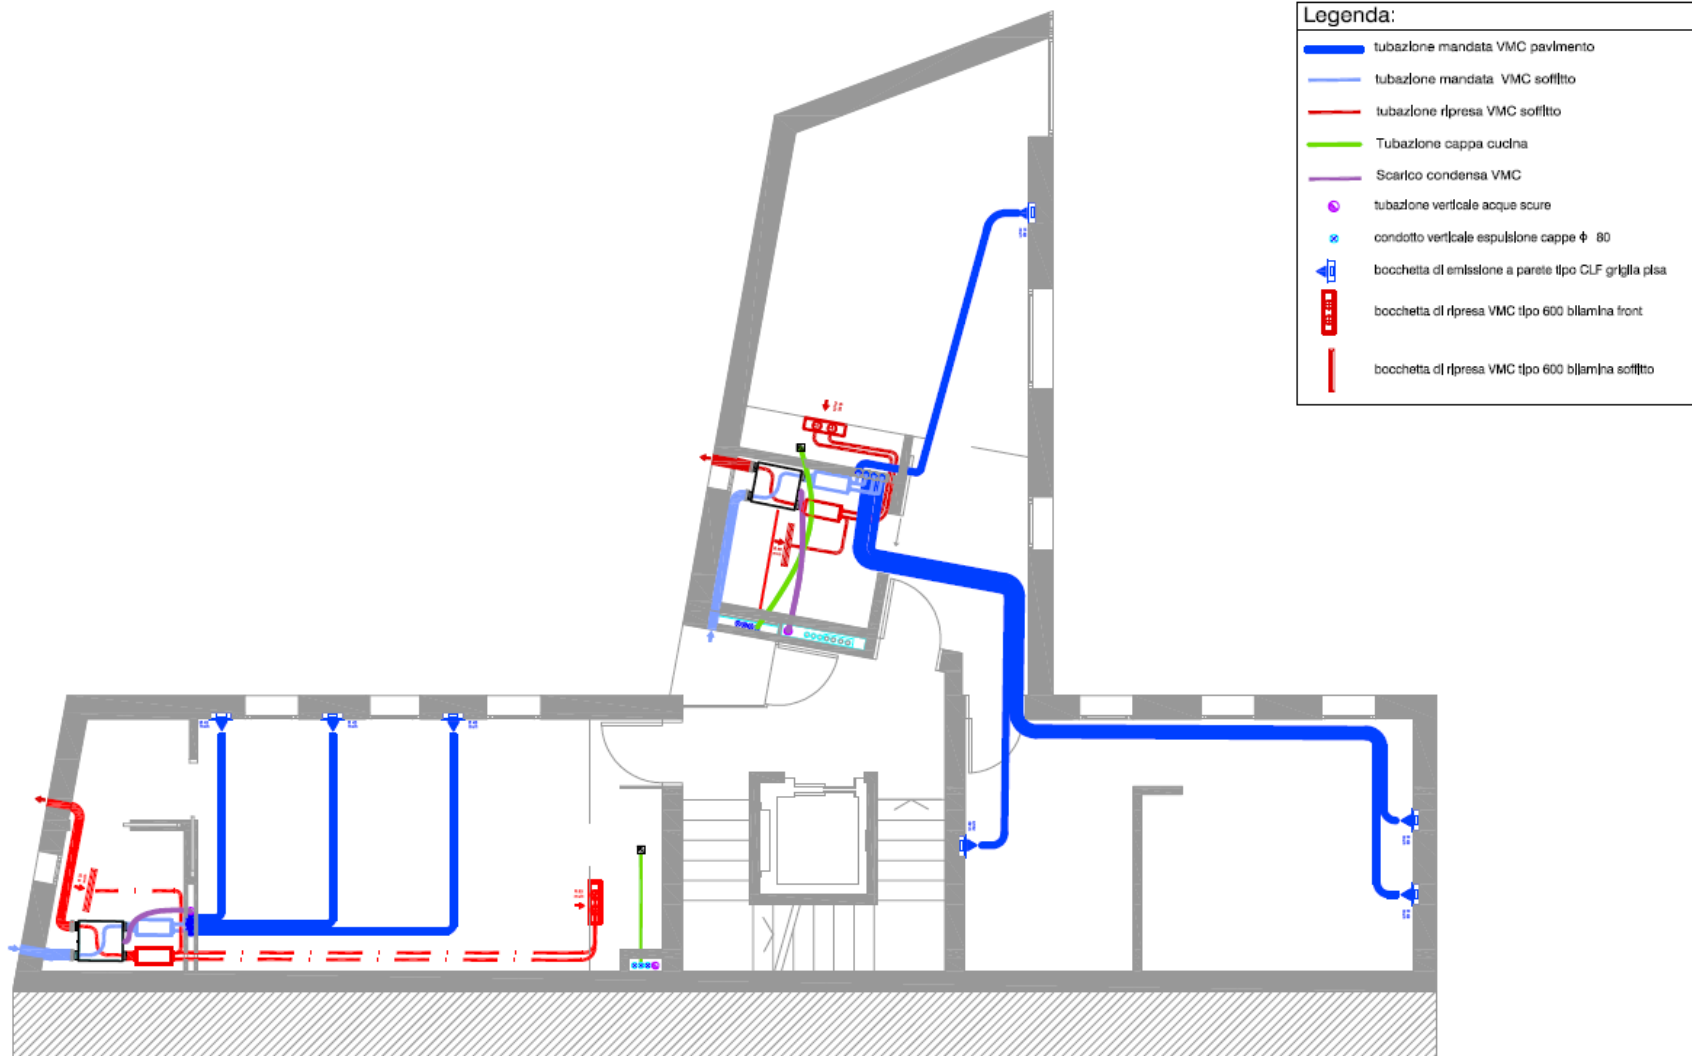 Legenda:
tubazione mandata VMC pavimento
tubazione mandata VMC soffitto
tubazione ripresa VMC soffitto
Tubazione cappa cucina
Scarico condensa VMC
tubazione verticale acque scure
condotto verticale espulsione cappe ϕ 80
bocchetta di emissione a parete tipo CLF griglia pisa
bocchetta di ripresa VMC tipo 600 bilamina front
bocchetta di ripresa VMC tipo 600 bilamina soffitto